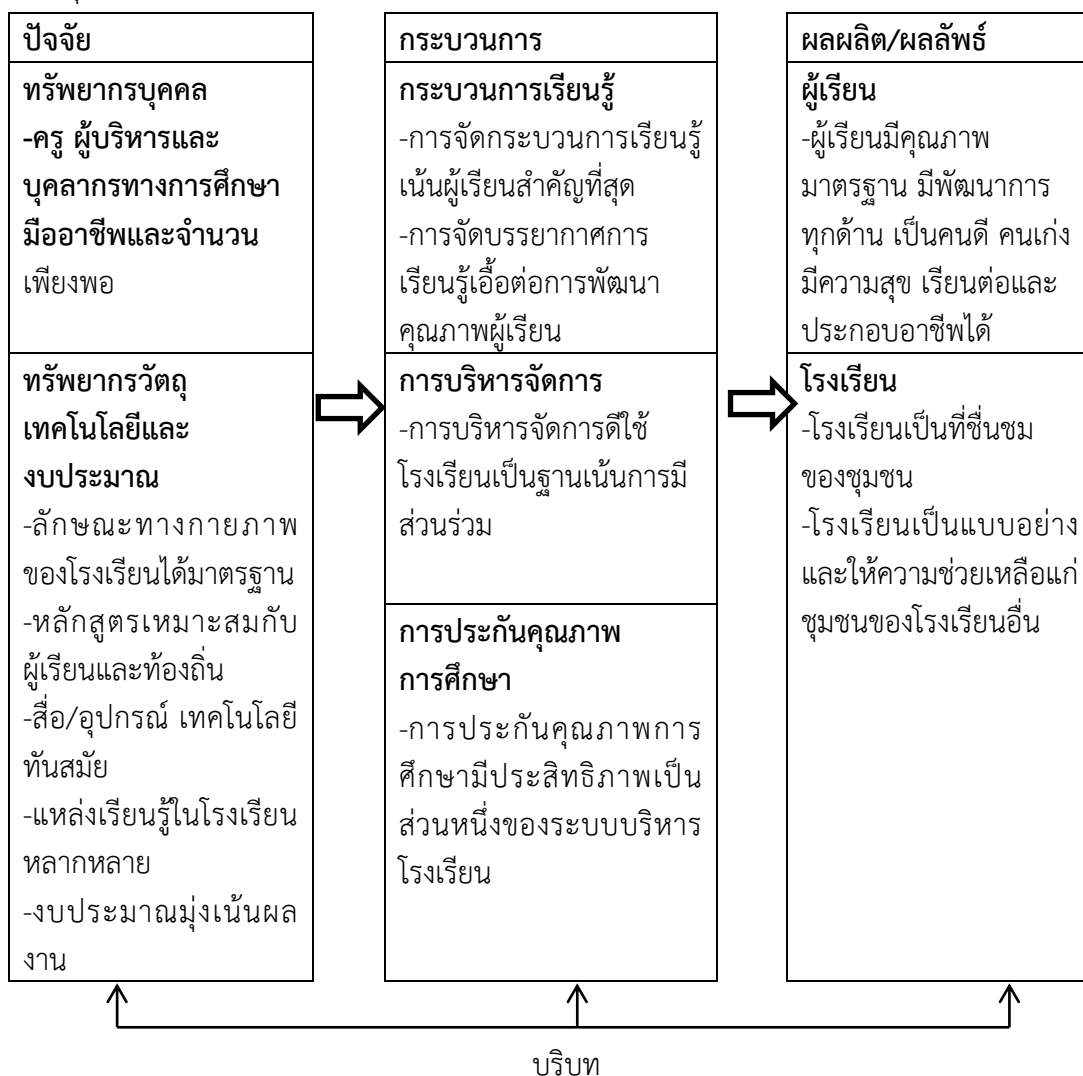 ปัจจัย
ทรัพยากรบุคคล
-ครู ผู้บริหารและ
บุคลากรทางการศึกษา
มืออาชีพและจำนวน
เพียงพอ
ทรัพยากรวัตถุ
เทคโนโลยีและ
งบประมาณ
-ลักษณะทางกายภาพ
ของโรงเรียนได้มาตรฐาน
-หลักสูตรเหมาะสมกับ
ผู้เรียนและท้องถิ่น
-สื่อ/อุปกรณ์ เทคโนโลยี
ทันสมัย
-แหล่งเรียนรู้ในโรงเรียน
หลากหลาย
-งบประมาณมุ่งเน้นผล
งาน
กระบวนการ
กระบวนการเรียนรู้
-การจัดกระบวนการเรียนรู้
เน้นผู้เรียนสำคัญที่สุด
-การจัดบรรยากาศการ
เรียนรู้เอื้อต่อการพัฒนา
คุณภาพผู้เรียน
การบริหารจัดการ
-การบริหารจัดการดีใช้
โรงเรียนเป็นฐานเน้นการมี
ส่วนร่วม
การประกันคุณภาพ
การศึกษา
-การประกันคุณภาพการ
ศึกษามีประสิทธิภาพเป็น
ส่วนหนึ่งของระบบบริหาร
โรงเรียน
ผลผลิต/ผลลัพธ์
ผู้เรียน
-ผู้เรียนมีคุณภาพ
มาตรฐาน มีพัฒนาการ
ทุกด้าน เป็นคนดี คนเก่ง
มีความสุข เรียนต่อและ
ประกอบอาชีพได้
โรงเรียน
-โรงเรียนเป็นที่ชื่นชม
ของชุมชน
-โรงเรียนเป็นแบบอย่าง
และให้ความช่วยเหลือแก่
ชุมชนของโรงเรียนอื่น
บริบท